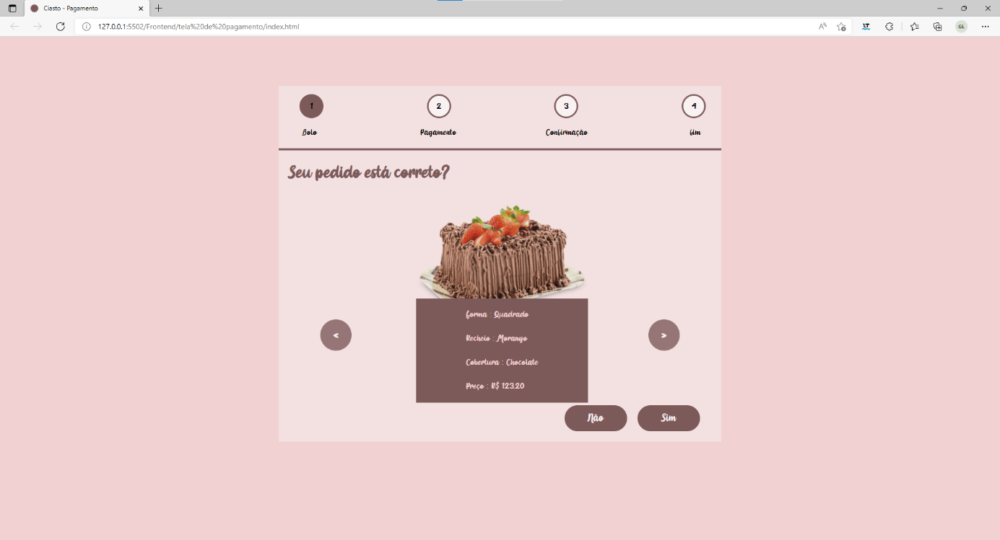 Ciasto - Pagamento
127.0.0.1:5502/Frontend/tela%20de%20pagamento/index.html
LT
GL
1
2
3
4
Bolo
Pagamento
Confirmação
fim
Seu pedido está correto?
Forma : Quadrado
<
Recheio : Morango
>
Cobertura : Chocolate
Preço : R$ 123,20
Não
Sim